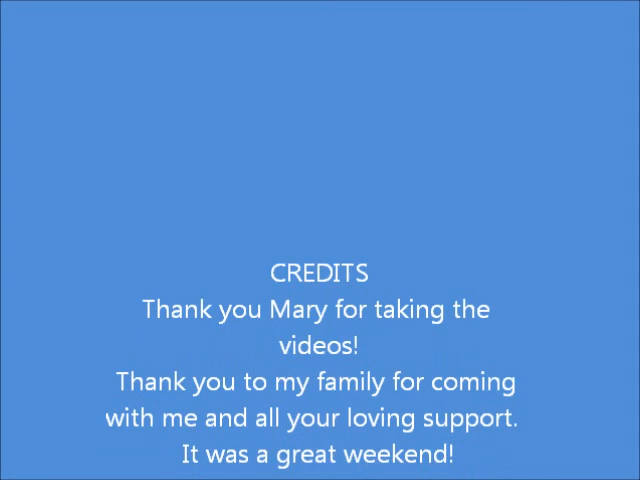 CREDITS
Thank you Mary for taking the
videos!
Thank you to my family for coming
with me and all your loving support.
It was a great weekend!